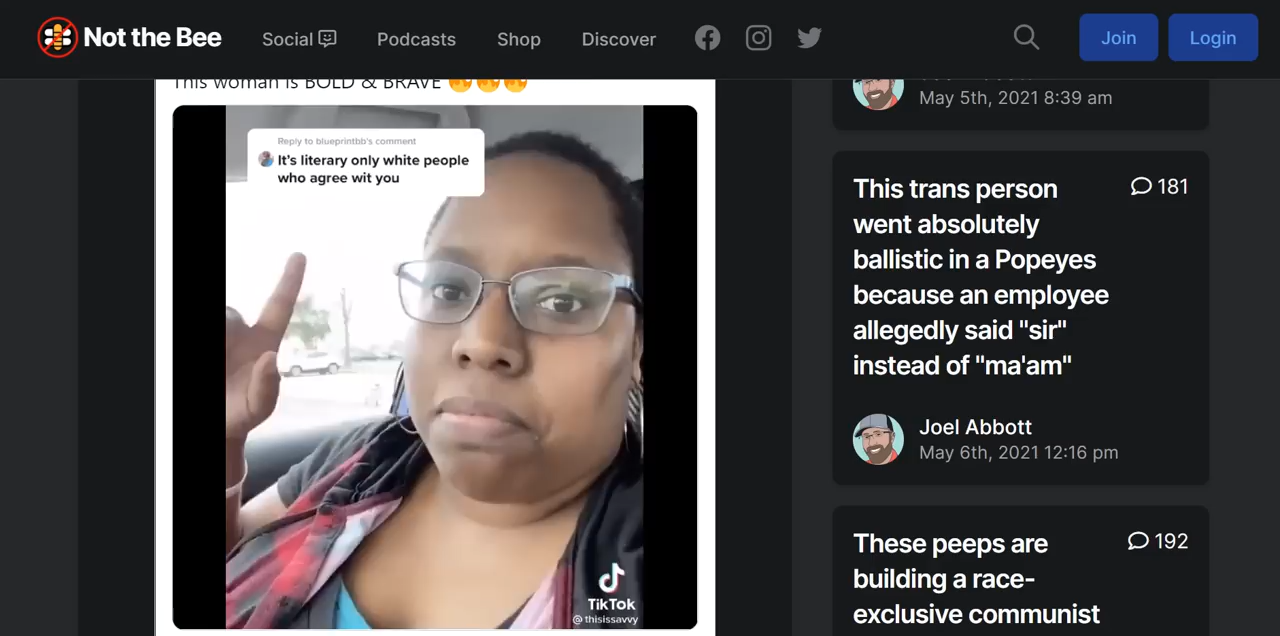 Not the Bee
Social
Podcasts
Shop
Discover
Join
Login
This woman is BOLD & BRAVE
Reply to blueprintbb's comment
It's literary only white people
who agree wit you
TikTok
@ thisissavvy
May 5th, 2021 8:39 am
This trans person
181
went absolutely
ballistic in a Popeyes
because an employee
allegedly said "sir"
instead of "ma'am"
Joel Abbott
May 6th, 2021 12:16 pm
These peeps are
192
building a race-
exclusive communist